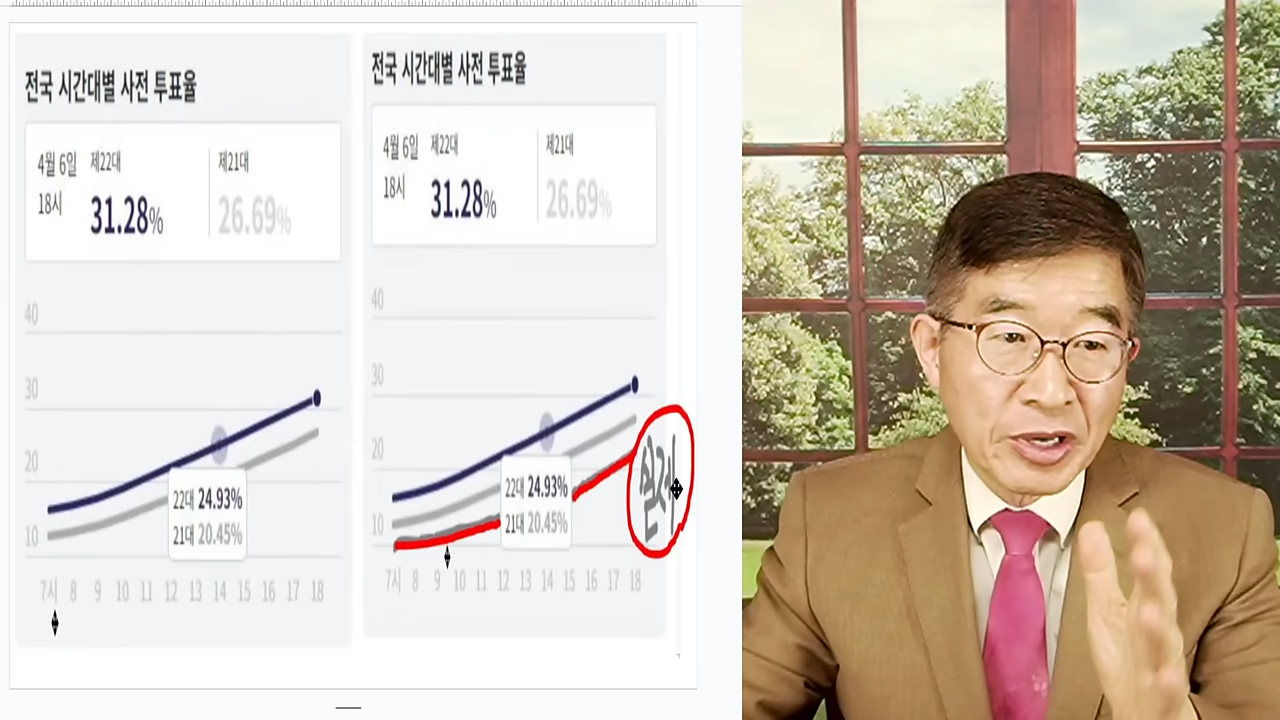 전국 시간대별 사전 투표율
4월 6일 제22대 제21대
18시 31.28% 26.69%
40
30
20
10
22대 24.93%
21대 20.45%
7시 8 9 10 11 12 13 14 15 16 17 18
전국 시간대별 사전 투표율
4월 6일 제22대 제21대
18시 31.28% 26.69%
40
30
20
10
22대 24.93%
21대 20.45%
실제
7시 8 9 10 11 12 13 14 15 16 17 18